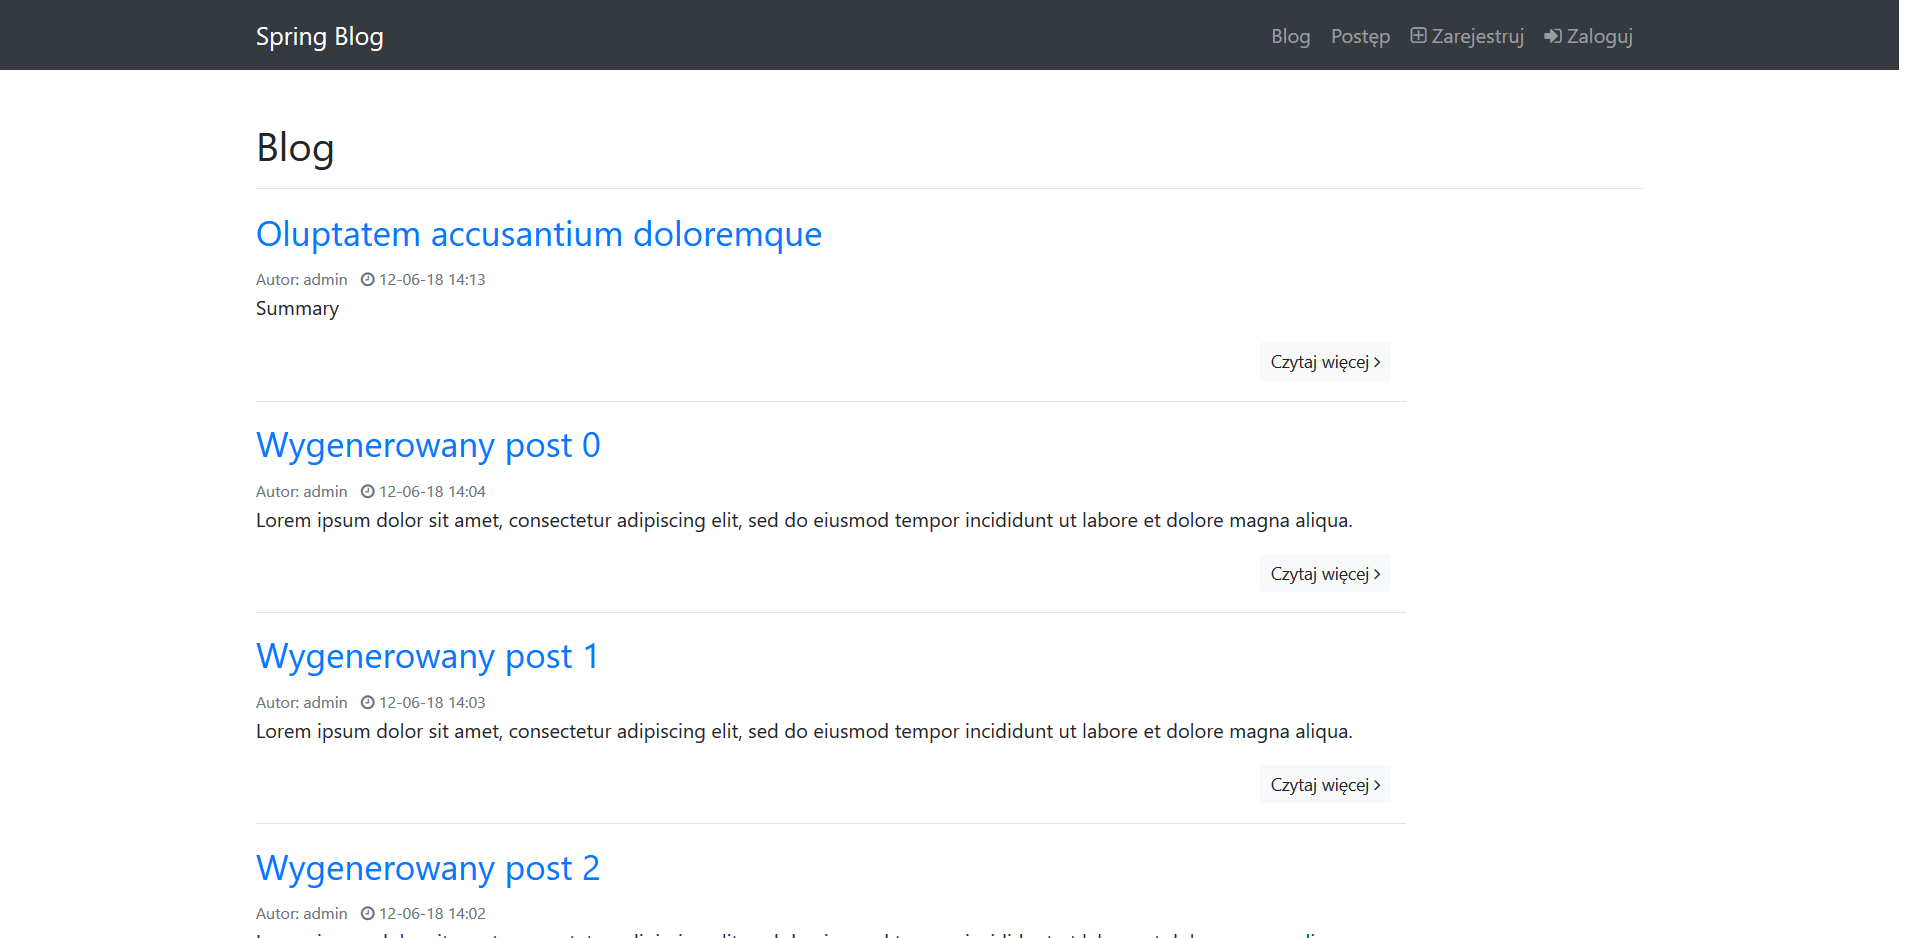 Spring Blog
Blog Postęp Zarejestruj Zaloguj
Blog
Oluptatem accusantium doloremque
Autor: admin 12-06-18 14:13
Summary
Czytaj więcej
Wygenerowany post 0
Autor: admin 12-06-18 14:04
Lorem ipsum dolor sit amet, consectetur adipiscing elit, sed do eiusmod tempor incididunt ut labore et dolore magna aliqua.
Czytaj więcej
Wygenerowany post 1
Autor: admin 12-06-18 14:03
Lorem ipsum dolor sit amet, consectetur adipiscing elit, sed do eiusmod tempor incididunt ut labore et dolore magna aliqua.
Czytaj więcej
Wygenerowany post 2
Autor: admin 12-06-18 14:02